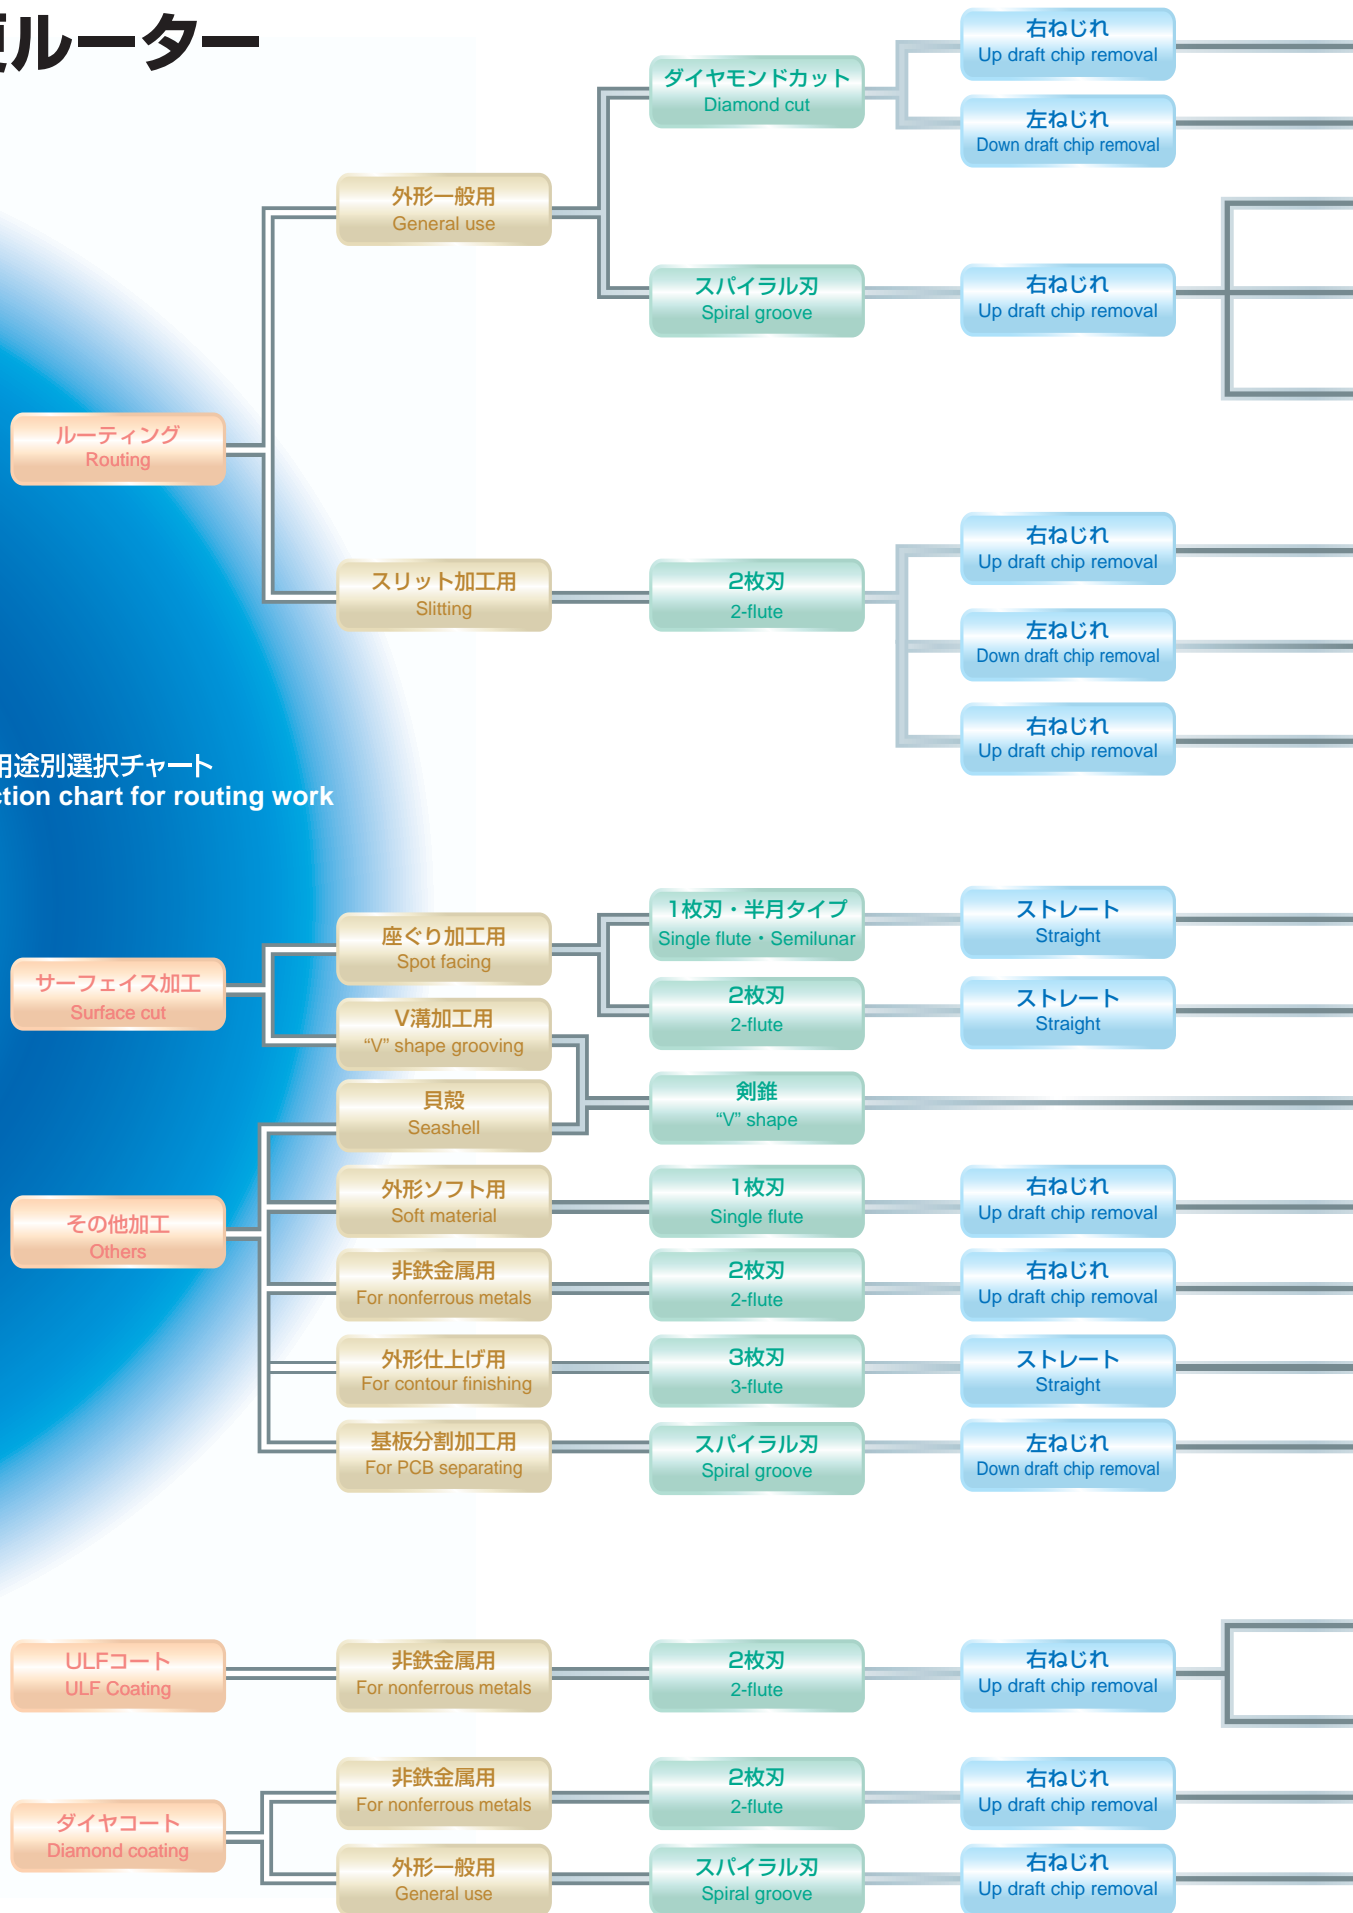 ルーター
ダイヤモンドカット
Diamond cut
右ねじれ
Up draft chip removal
左ねじれ
Down draft chip removal
外形一般用
General use
スパイラル刃
Spiral groove
右ねじれ
Up draft chip removal
ルーティング
Routing
スリット加工用
Slitting
2枚刃
2-flute
右ねじれ
Up draft chip removal
左ねじれ
Down draft chip removal
右ねじれ
Up draft chip removal
用途別選択チャート
ction chart for routing work
サーフェイス加工
Surface cut
座ぐり加工用
Spot facing
1枚刃・半月タイプ
Single flute・Semilunar
ストレート
Straight
2枚刃
2-flute
ストレート
Straight
V溝加工用
“V” shape grooving
貝殻
Seashell
剣錐
“V” shape
その他加工
Others
外形ソフト用
Soft material
1枚刃
Single flute
右ねじれ
Up draft chip removal
非鉄金属用
For nonferrous metals
2枚刃
2-flute
右ねじれ
Up draft chip removal
外形仕上げ用
For contour finishing
3枚刃
3-flute
ストレート
Straight
基板分割加工用
For PCB separating
スパイラル刃
Spiral groove
左ねじれ
Down draft chip removal
ULFコート
ULF Coating
非鉄金属用
For nonferrous metals
2枚刃
2-flute
右ねじれ
Up draft chip removal
ダイヤコート
Diamond coating
非鉄金属用
For nonferrous metals
2枚刃
2-flute
右ねじれ
Up draft chip removal
外形一般用
General use
スパイラル刃
Spiral groove
右ねじれ
Up draft chip removal